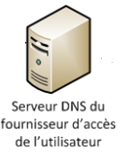 Serveur DNS du
fournisseur d’accès
de l’utilisateur